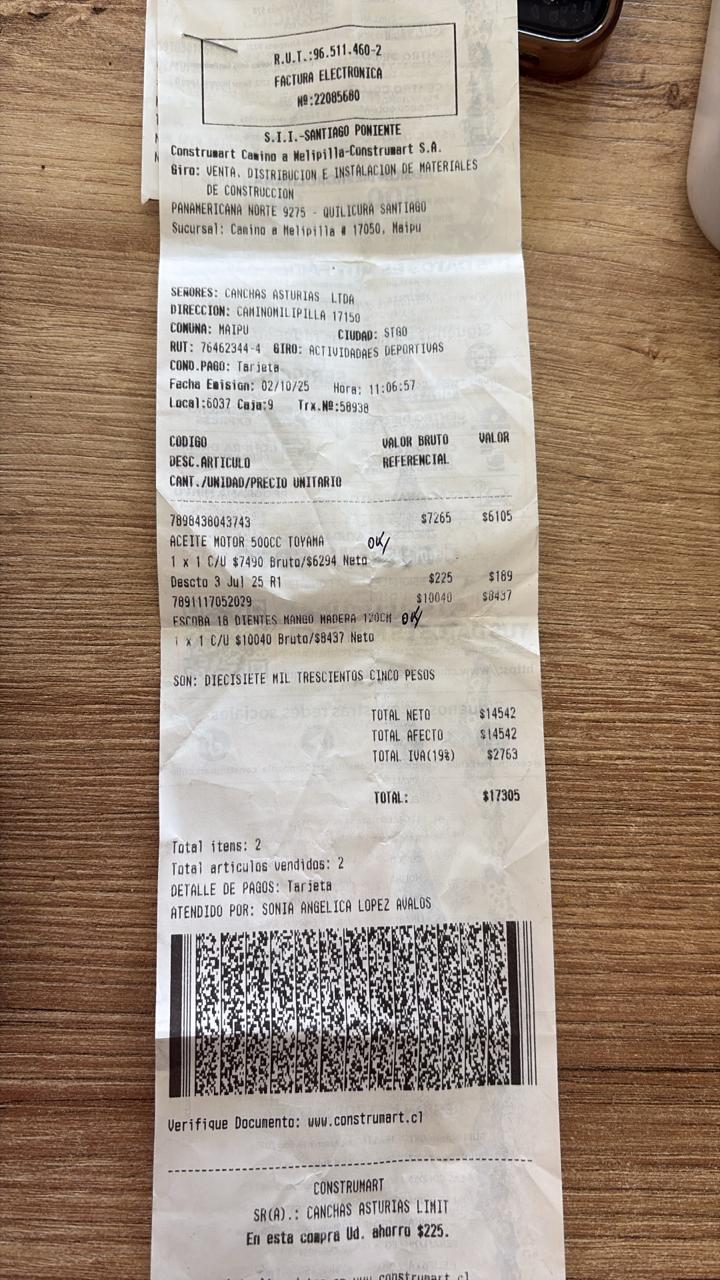 R.U.T.:96.511.460-2
FACTURA ELECTRONICA
Nº:22085680
S.I.I.-SANTIAGO PONIENTE
Construmart Camino a Melipilla-Construmart S.A.
Giro: VENTA, DISTRIBUCION E INSTALACION DE MATERIALES
DE CONSTRUCCION
PANAMERICANA NORTE 9275 - QUILICURA SANTIAGO
Sucursal: Camino a Melipilla # 17050, Maipu
SEÑORES: CANCHAS ASTURIAS LTDA
DIRECCION: CAMINOMILIPILLA 17150
COMUNA: MAIPU CIUDAD: STGO
RUT: 76462344-4 GIRO: ACTIVIDADAES DEPORTIVAS
COND.PAGO: Tarjeta
Fecha Emision: 02/10/25 Hora: 11:06:57
Local:6037 Caja:9 Trx.Nº:58938
CODIGO VALOR BRUTO VALOR
DESC.ARTICULO REFERENCIAL
CANT./UNIDAD/PRECIO UNITARIO
7898438043743 $7265 $6105
ACEITE MOTOR 500CC TOYAMA OK
1 x 1 C/U $7490 Bruto/$6294 Neto
Descto 3 Jul 25 R1 $225 $189
7891117052029 $10040 $8437
ESCOBA 18 DIENTES MANGO MADERA 120CM OK
1 x 1 C/U $10040 Bruto/$8437 Neto
SON: DIECISIETE MIL TRESCIENTOS CINCO PESOS
TOTAL NETO $14542
TOTAL AFECTO $14542
TOTAL IVA(19%) $2763
TOTAL: $17305
Total items: 2
Total articulos vendidos: 2
DETALLE DE PAGOS: Tarjeta
ATENDIDO POR: SONIA ANGELICA LOPEZ AVALOS
Verifique Documento: www.construmart.cl
CONSTRUMART
SR(A).: CANCHAS ASTURIAS LIMIT
En esta compra Ud. ahorro $225.
www.construmart.cl